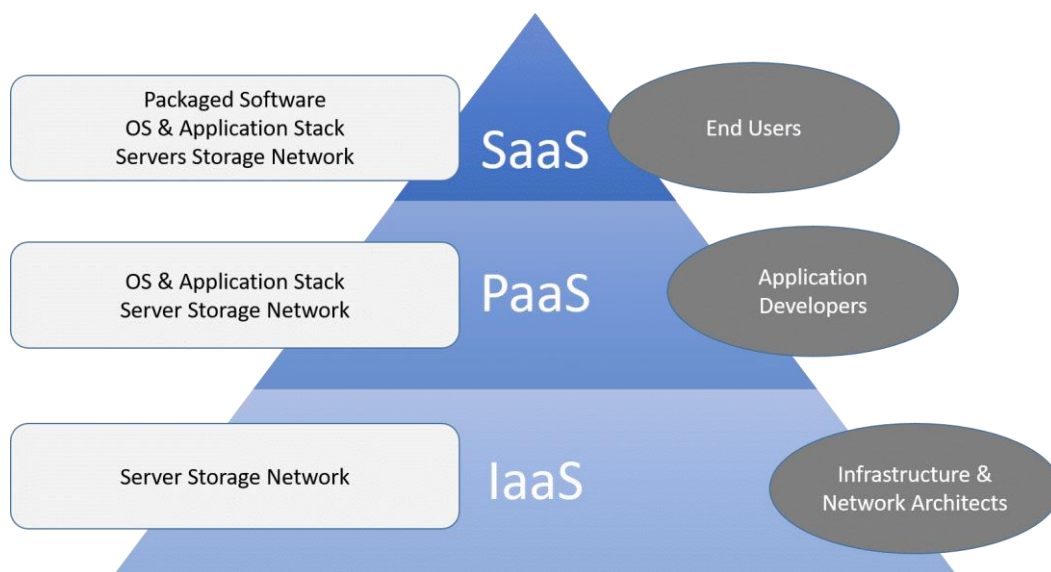 Packaged Software
OS & Application Stack
Servers Storage Network
SaaS
End Users
OS & Application Stack
Server Storage Network
PaaS
Application
Developers
Server Storage Network
IaaS
Infrastructure &
Network Architects